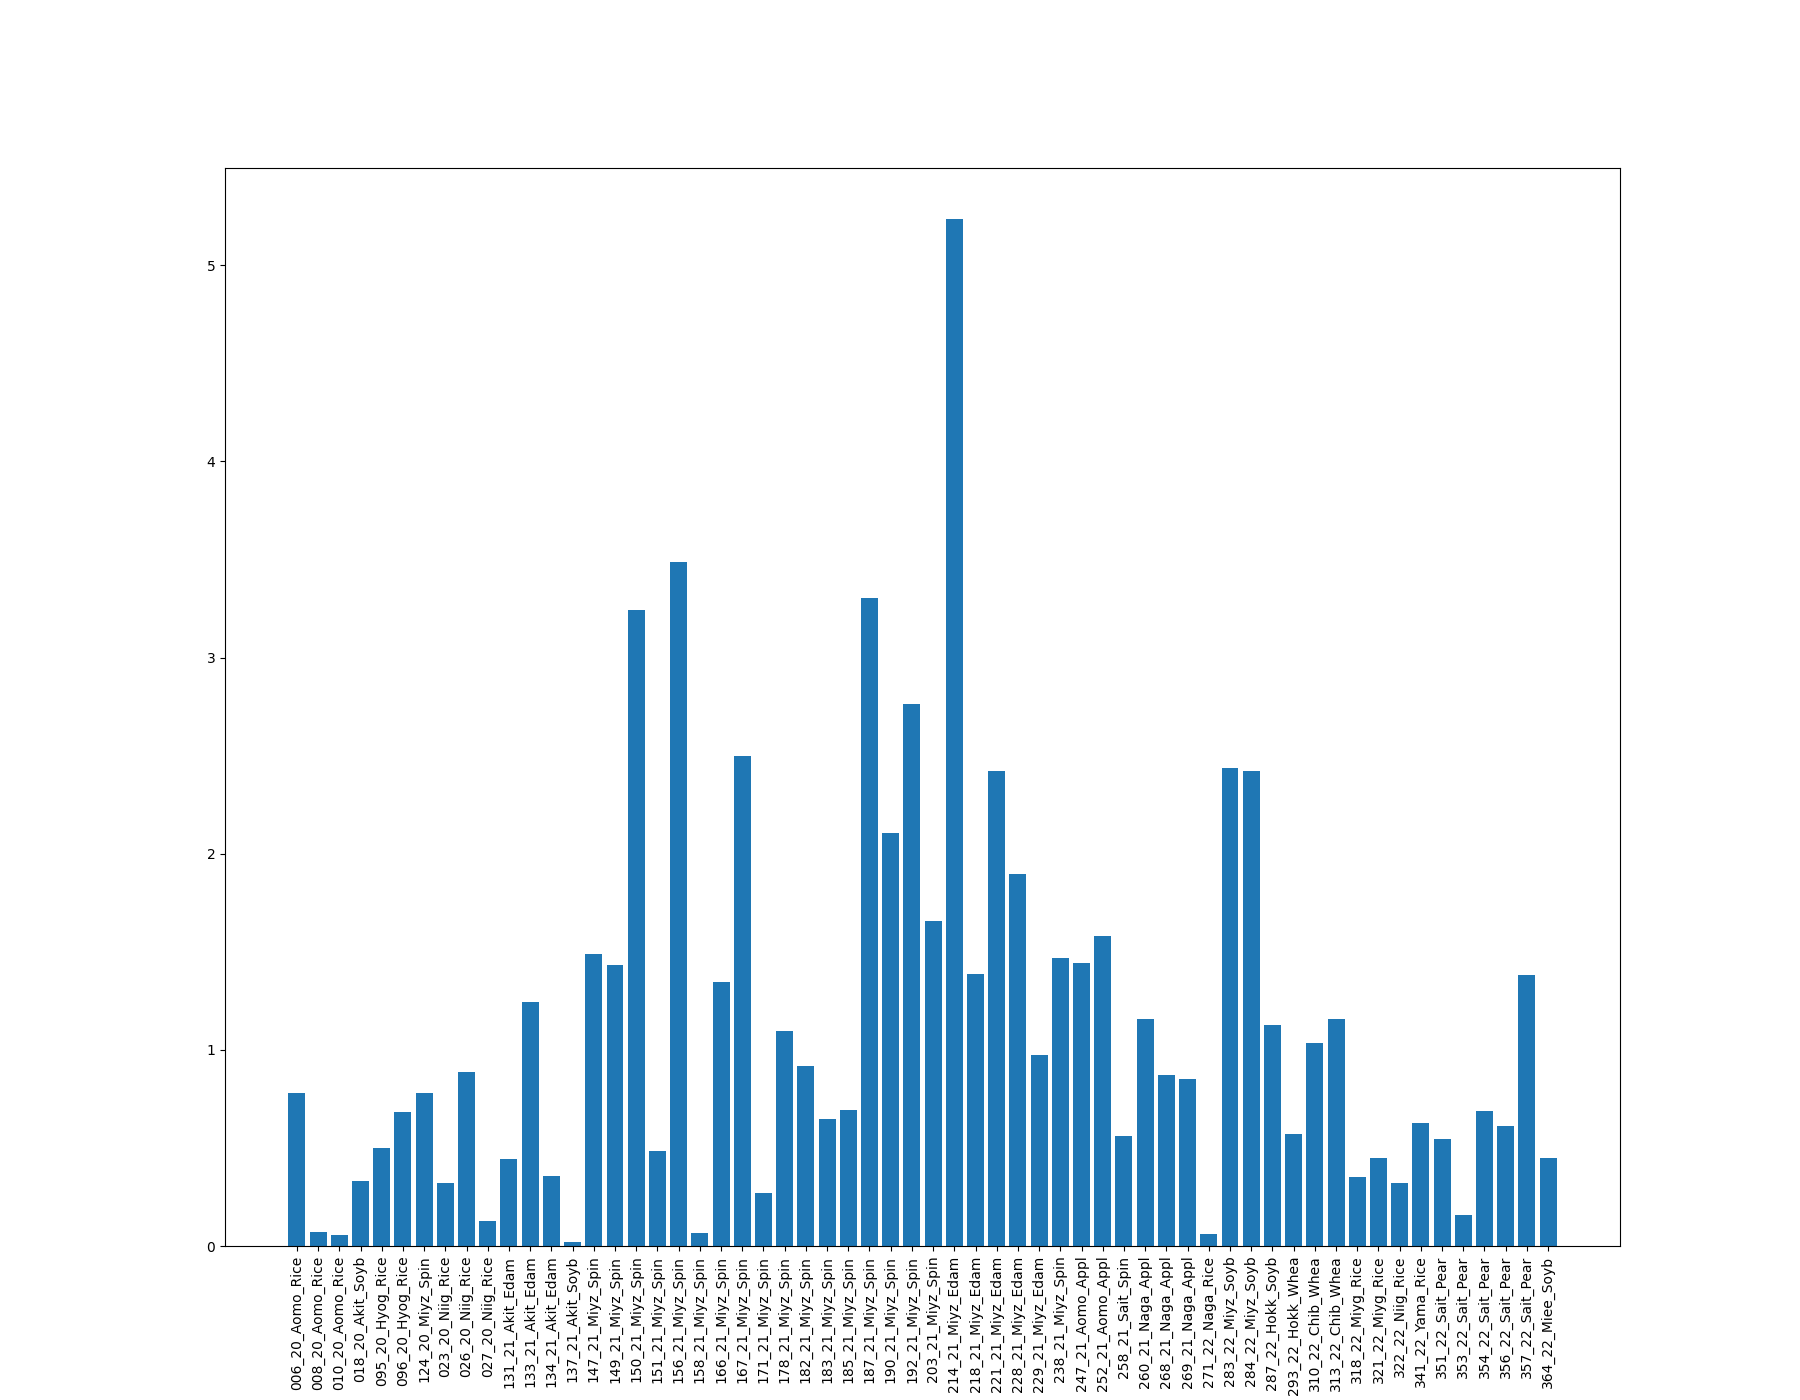 5
4
3
2
1
0
006_20_Aomo_Rice
008_20_Aomo_Rice
010_20_Aomo_Rice
018_20_Akit_Soyb
095_20_Hyog_Rice
096_20_Hyog_Rice
124_20_Miyz_Spin
023_20_Niig_Rice
026_20_Niig_Rice
027_20_Niig_Rice
131_21_Akit_Edam
133_21_Akit_Edam
134_21_Akit_Edam
137_21_Akit_Soyb
147_21_Miyz_Spin
149_21_Miyz_Spin
150_21_Miyz_Spin
151_21_Miyz_Spin
156_21_Miyz_Spin
158_21_Miyz_Spin
166_21_Miyz_Spin
167_21_Miyz_Spin
171_21_Miyz_Spin
178_21_Miyz_Spin
182_21_Miyz_Spin
183_21_Miyz_Spin
185_21_Miyz_Spin
187_21_Miyz_Spin
190_21_Miyz_Spin
192_21_Miyz_Spin
203_21_Miyz_Spin
214_21_Miyz_Edam
218_21_Miyz_Edam
221_21_Miyz_Edam
228_21_Miyz_Edam
229_21_Miyz_Edam
238_21_Miyz_Spin
247_21_Aomo_Appl
252_21_Aomo_Appl
258_21_Sait_Spin
260_21_Naga_Appl
268_21_Naga_Appl
269_21_Naga_Appl
271_22_Naga_Rice
283_22_Miyz_Soyb
284_22_Miyz_Soyb
287_22_Hokk_Soyb
293_22_Hokk_Whea
310_22_Chib_Whea
313_22_Chib_Whea
318_22_Miyg_Rice
321_22_Miyg_Rice
322_22_Niig_Rice
341_22_Yama_Rice
351_22_Sait_Pear
353_22_Sait_Pear
354_22_Sait_Pear
356_22_Sait_Pear
357_22_Sait_Pear
364_22_Miee_Soyb